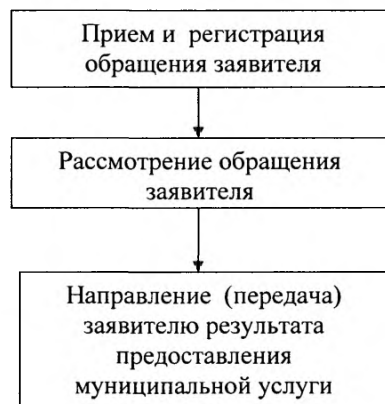 Прием и регистрация
обращения заявителя
Рассмотрение обращения
заявителя
Направление (передача)
заявителю результата
предоставления
муниципальной услуги